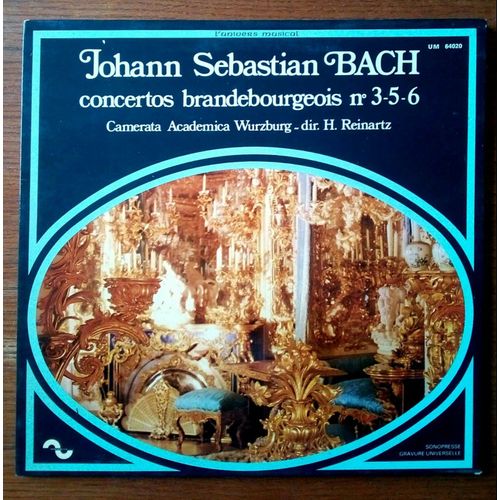 l'univers musical
UM 64020
Johann Sebastian BACH
concertos brandebourgeois nº 3-5-6
Camerata Academica Wurzburg - dir. H. Reinartz
SONOPRESSE
GRAVURE UNIVERSELLE